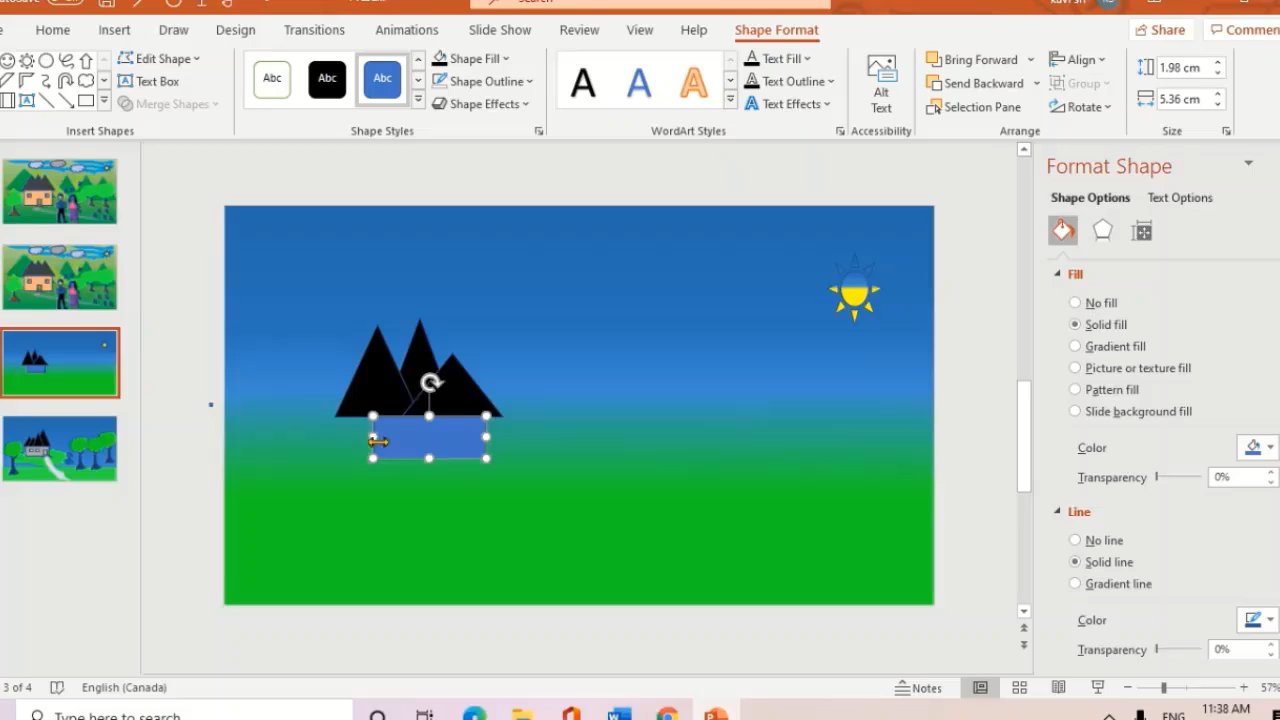 Home Insert Draw Design Transitions Animations Slide Show Review View Help Shape Format Share
Edit Shape
Text Box
Merge Shapes
Insert Shapes
Abc Abc Abc
Shape Fill
Shape Outline
Shape Effects
Shape Styles
A A A
Text Fill
Text Outline
Text Effects
WordArt Styles
Alt
Text
Accessibility
Bring Forward
Send Backward
Selection Pane
Align
Group
Rotate
Arrange
1.98 cm
5.36 cm
Size
Format Shape
Shape Options Text Options
Fill
No fill
Solid fill
Gradient fill
Picture or texture fill
Pattern fill
Slide background fill
Color
Transparency 0%
Line
No line
Solid line
Gradient line
Color
Transparency 0%
3 of 4 English (Canada) Notes 57%
Type here to search
ENG
11:38 AM